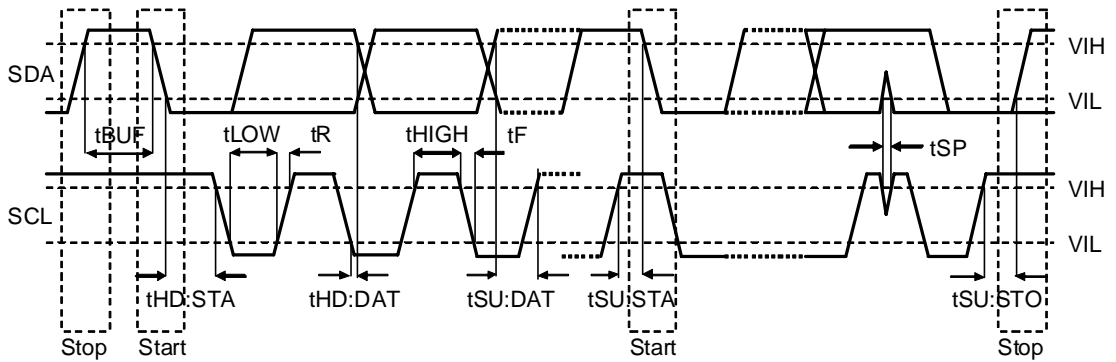 SDA
VIH
VIL
tBUF
tLOW
tR
tHIGH
tF
tSP
SCL
VIH
VIL
tHD:STA
tHD:DAT
tSU:DAT
tSU:STA
tSU:STO
Stop
Start
Start
Stop